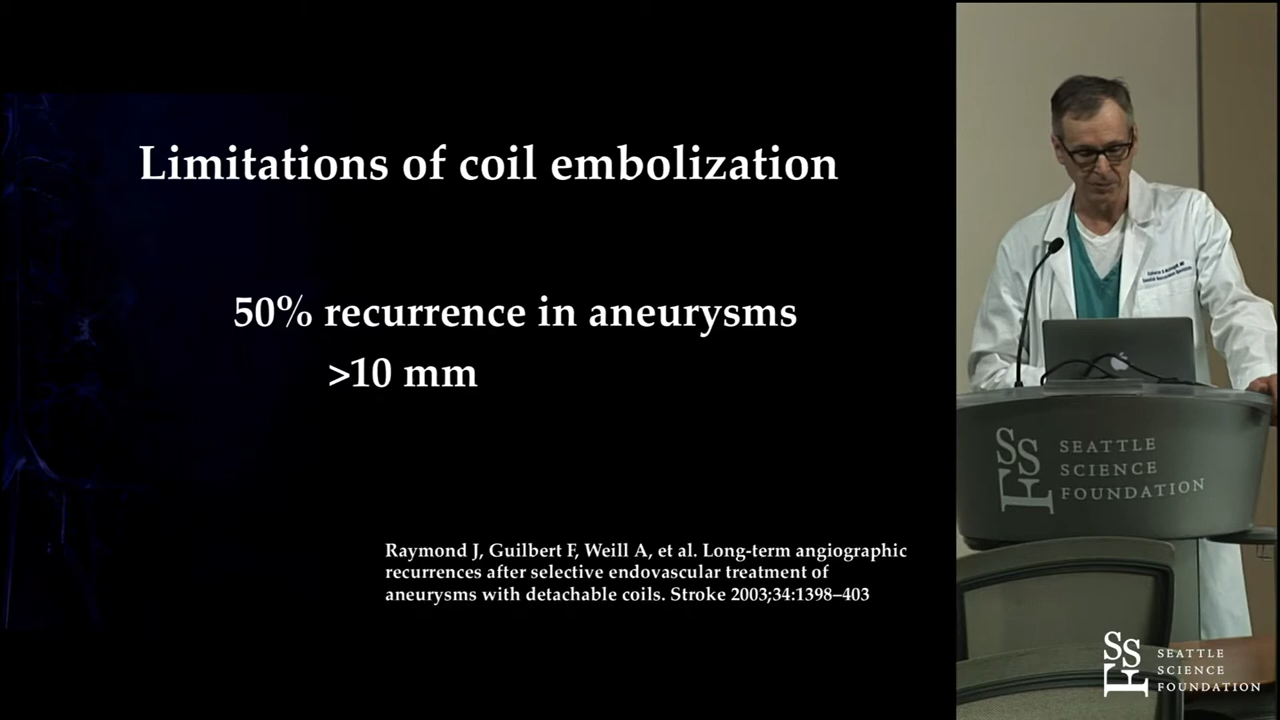 Limitations of coil embolization
50% recurrence in aneurysms
>10 mm
Raymond J, Guilbert F, Weill A, et al. Long-term angiographic
recurrences after selective endovascular treatment of
aneurysms with detachable coils. Stroke 2003;34:1398–403
SSF
SEATTLE
SCIENCE
FOUNDATION
SSF
SEATTLE
SCIENCE
FOUNDATION